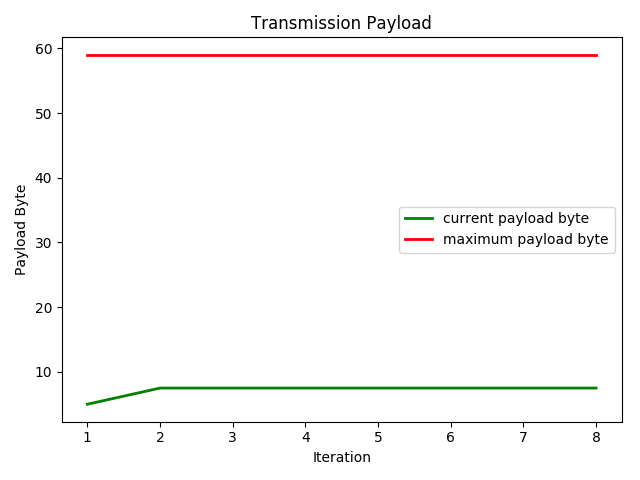 Transmission Payload
60
50
40
30
20
10
Payload Byte
current payload byte
maximum payload byte
1 2 3 4 5 6 7 8
Iteration